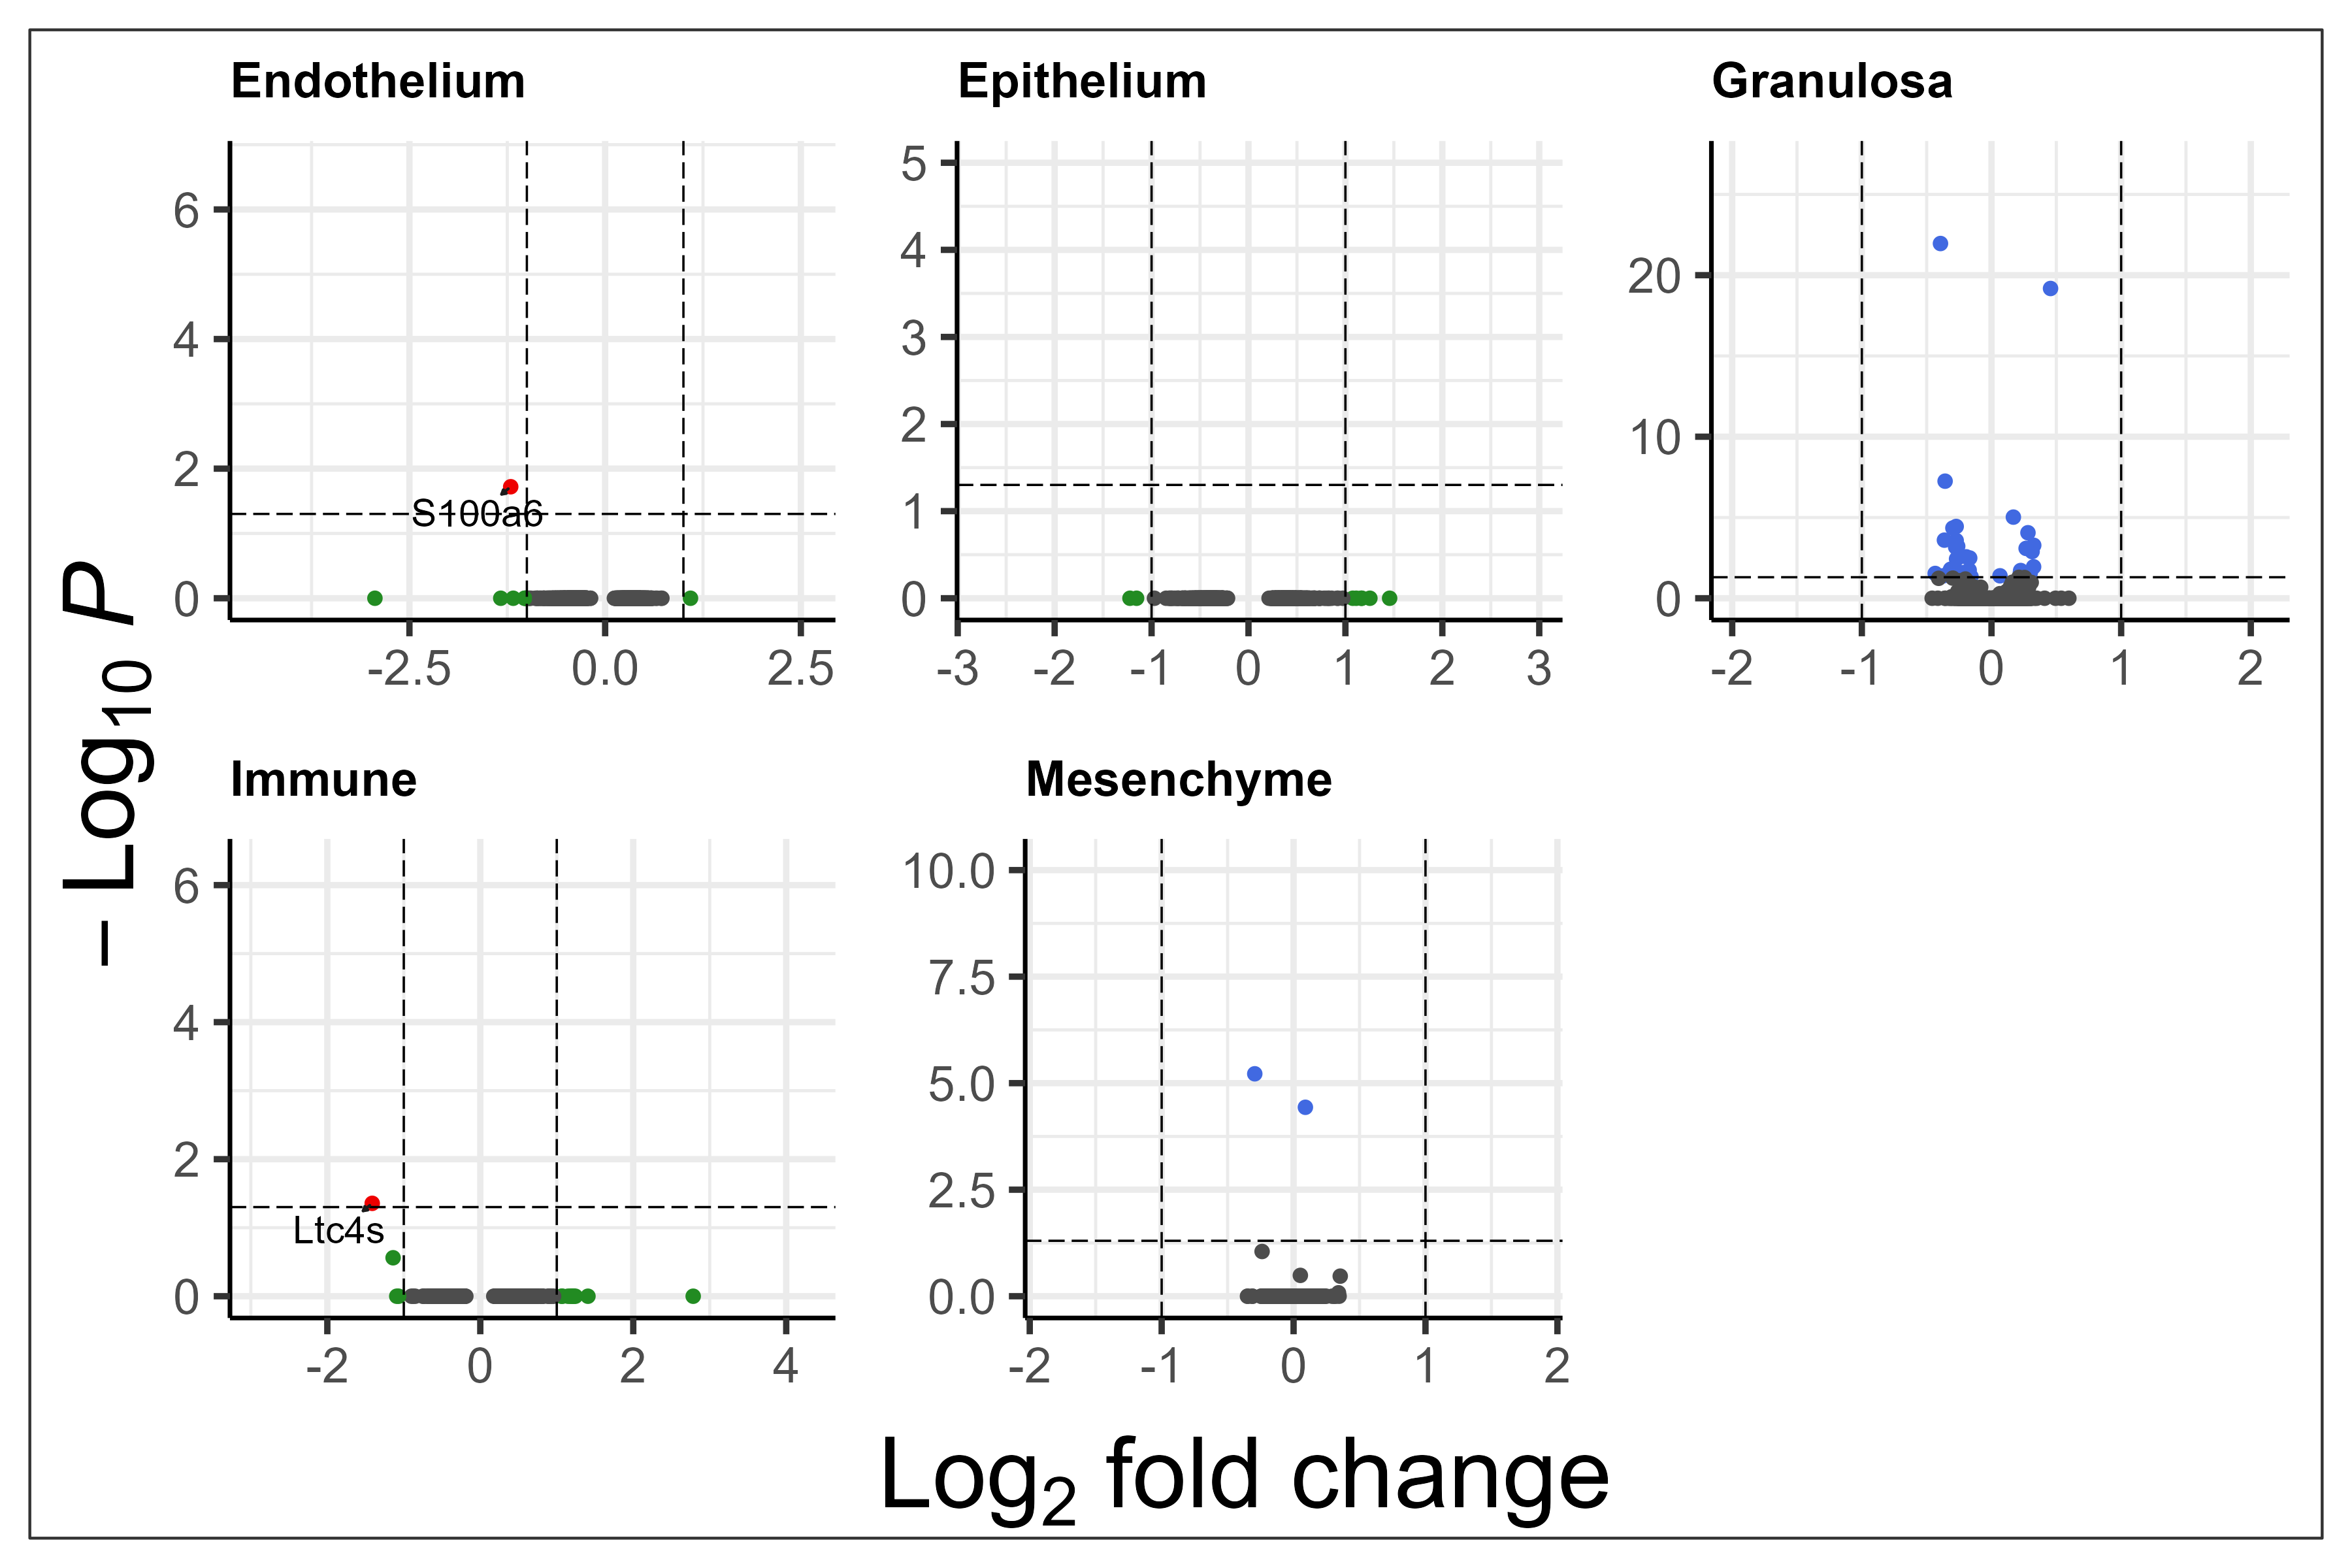 Endothelium
Epithelium
Granulosa
6
4
2
0
S100a6
-2.5 0.0 2.5
5
4
3
2
1
0
-3 -2 -1 0 1 2 3
20
10
0
-2 -1 0 1 2
− Log10 P
Immune
Mesenchyme
6
4
2
0
Ltc4s
-2 0 2 4
10.0
7.5
5.0
2.5
0.0
-2 -1 0 1 2
Log2 fold change